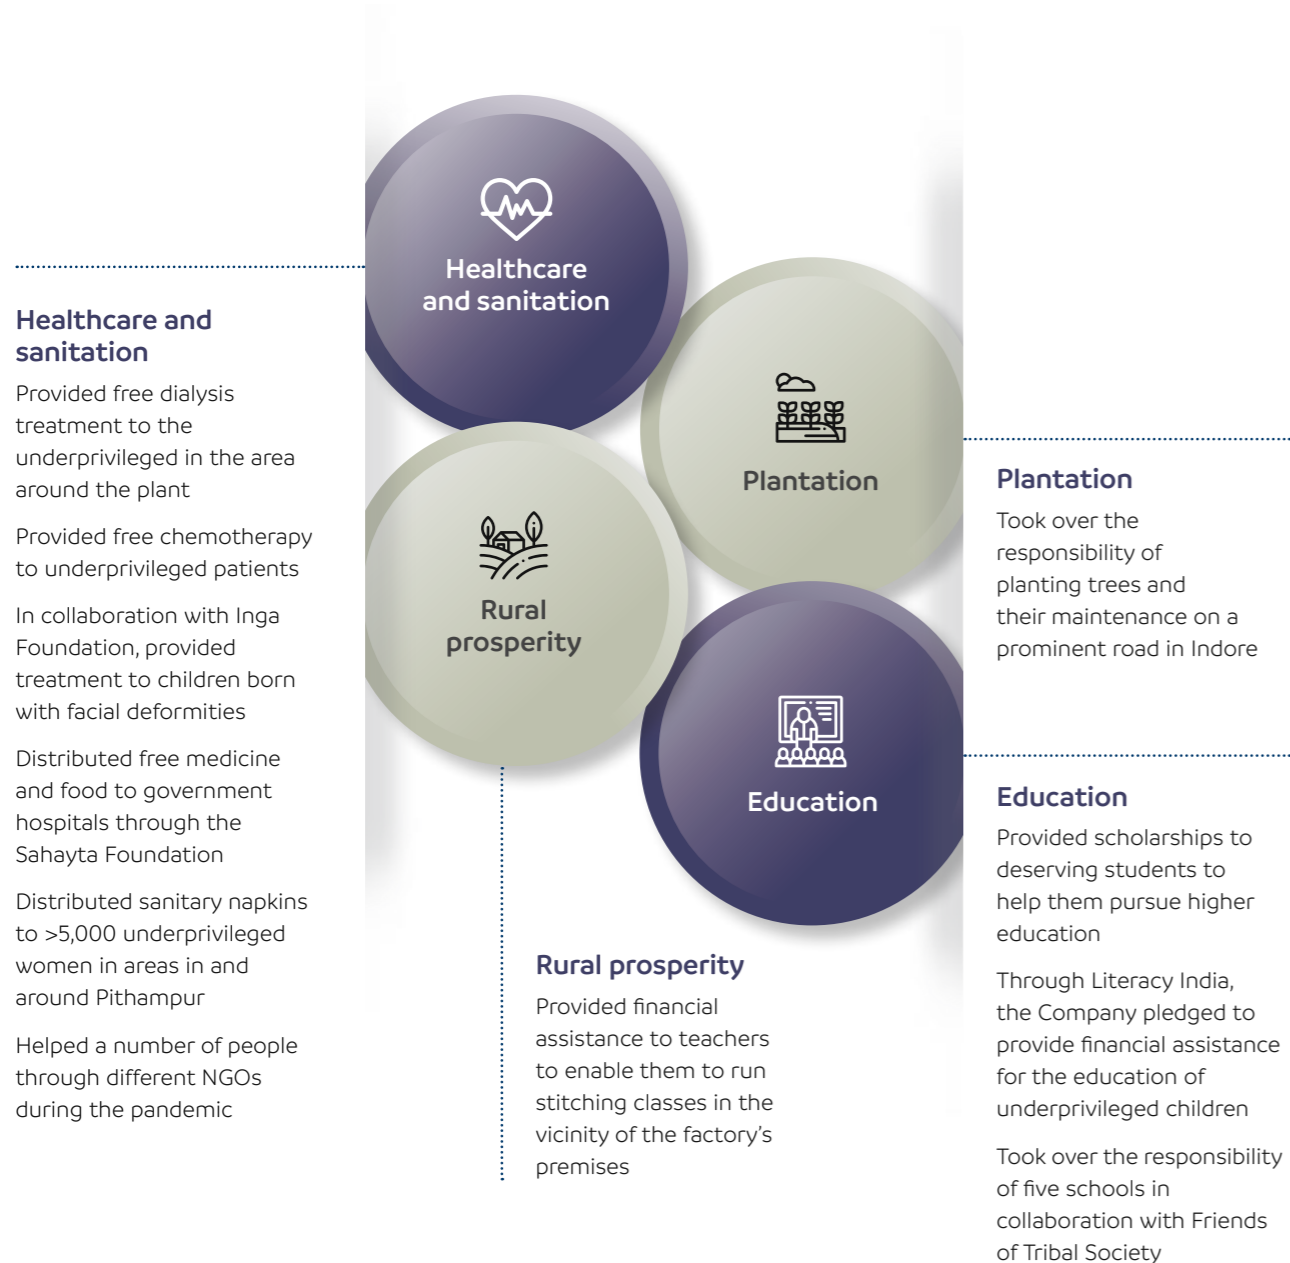 Healthcare
and sanitation
Plantation
Rural
prosperity
Education
Healthcare and
sanitation
Provided free dialysis
treatment to the
underprivileged in the area
around the plant
Provided free chemotherapy
to underprivileged patients
In collaboration with Inga
Foundation, provided
treatment to children born
with facial deformities
Distributed free medicine
and food to government
hospitals through the
Sahayta Foundation
Distributed sanitary napkins
to >5,000 underprivileged
women in areas in and
around Pithampur
Helped a number of people
through different NGOs
during the pandemic
Rural prosperity
Provided financial
assistance to teachers
to enable them to run
stitching classes in the
vicinity of the factory's
premises
Plantation
Took over the
responsibility of
planting trees and
their maintenance on a
prominent road in Indore
Education
Provided scholarships to
deserving students to
help them pursue higher
education
Through Literacy India,
the Company pledged to
provide financial assistance
for the education of
underprivileged children
Took over the responsibility
of five schools in
collaboration with Friends
of Tribal Society